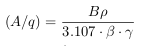 (A/q) = Bρ / 3.107 · β · γ